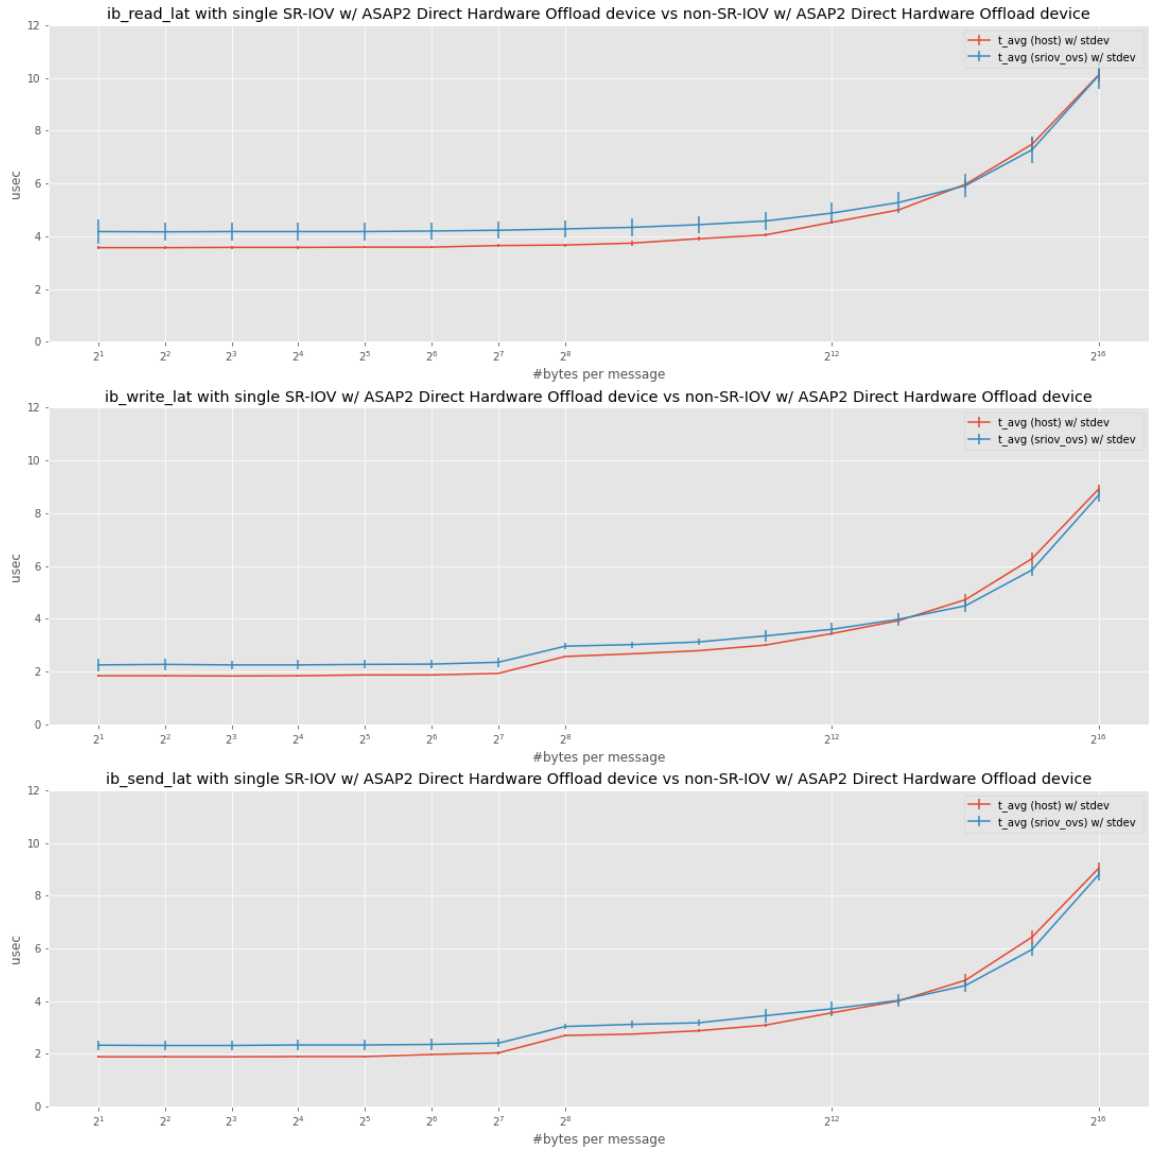 ib_read_lat with single SR-IOV w/ ASAP2 Direct Hardware Offload device vs non-SR-IOV w/ ASAP2 Direct Hardware Offload device
12
10
8
6
4
2
0
usec
t_avg (host) w/ stdev
t_avg (sriov_ovs) w/ stdev
2¹ 2² 2³ 2⁴ 2⁵ 2⁶ 2⁷ 2⁸ 2¹² 2¹⁶
#bytes per message
ib_write_lat with single SR-IOV w/ ASAP2 Direct Hardware Offload device vs non-SR-IOV w/ ASAP2 Direct Hardware Offload device
12
10
8
6
4
2
0
usec
t_avg (host) w/ stdev
t_avg (sriov_ovs) w/ stdev
2¹ 2² 2³ 2⁴ 2⁵ 2⁶ 2⁷ 2⁸ 2¹² 2¹⁶
#bytes per message
ib_send_lat with single SR-IOV w/ ASAP2 Direct Hardware Offload device vs non-SR-IOV w/ ASAP2 Direct Hardware Offload device
12
10
8
6
4
2
0
usec
t_avg (host) w/ stdev
t_avg (sriov_ovs) w/ stdev
2¹ 2² 2³ 2⁴ 2⁵ 2⁶ 2⁷ 2⁸ 2¹² 2¹⁶
#bytes per message